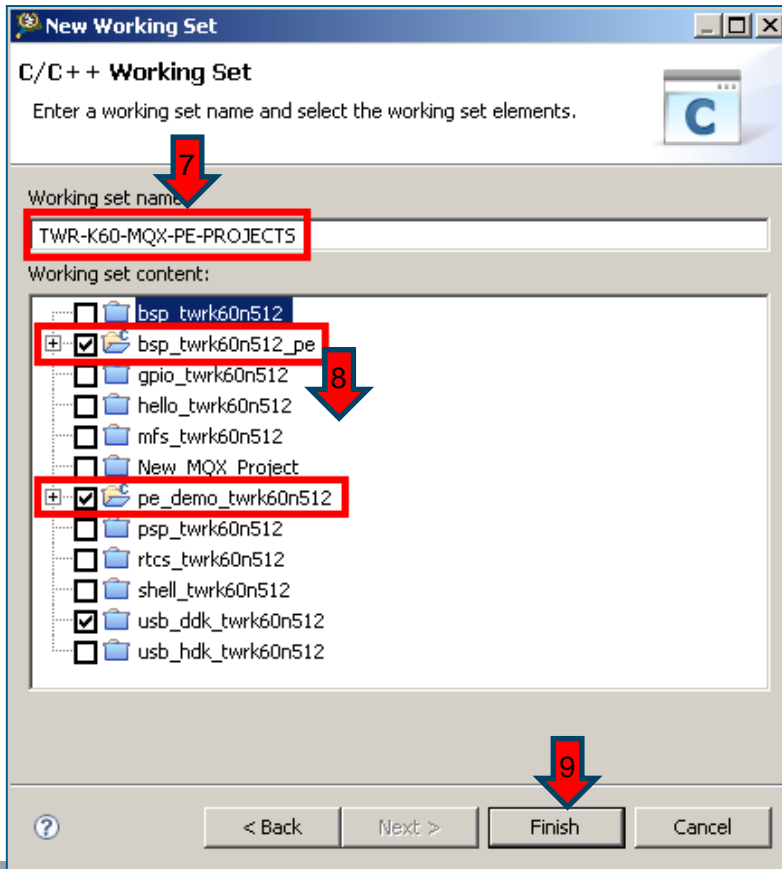 New Working Set
C/C++ Working Set
Enter a working set name and select the working set elements.
C
7
Working set name
TWR-K60-MQX-PE-PROJECTS
Working set content:
bsp_twrk60n512
bsp_twrk60n512_pe
gpio_twrk60n512
8
hello_twrk60n512
mfs_twrk60n512
New_MQX_Project
pe_demo_twrk60n512
psp_twrk60n512
rtcs_twrk60n512
shell_twrk60n512
usb_ddk_twrk60n512
usb_hdk_twrk60n512
9
? < Back Next > Finish Cancel